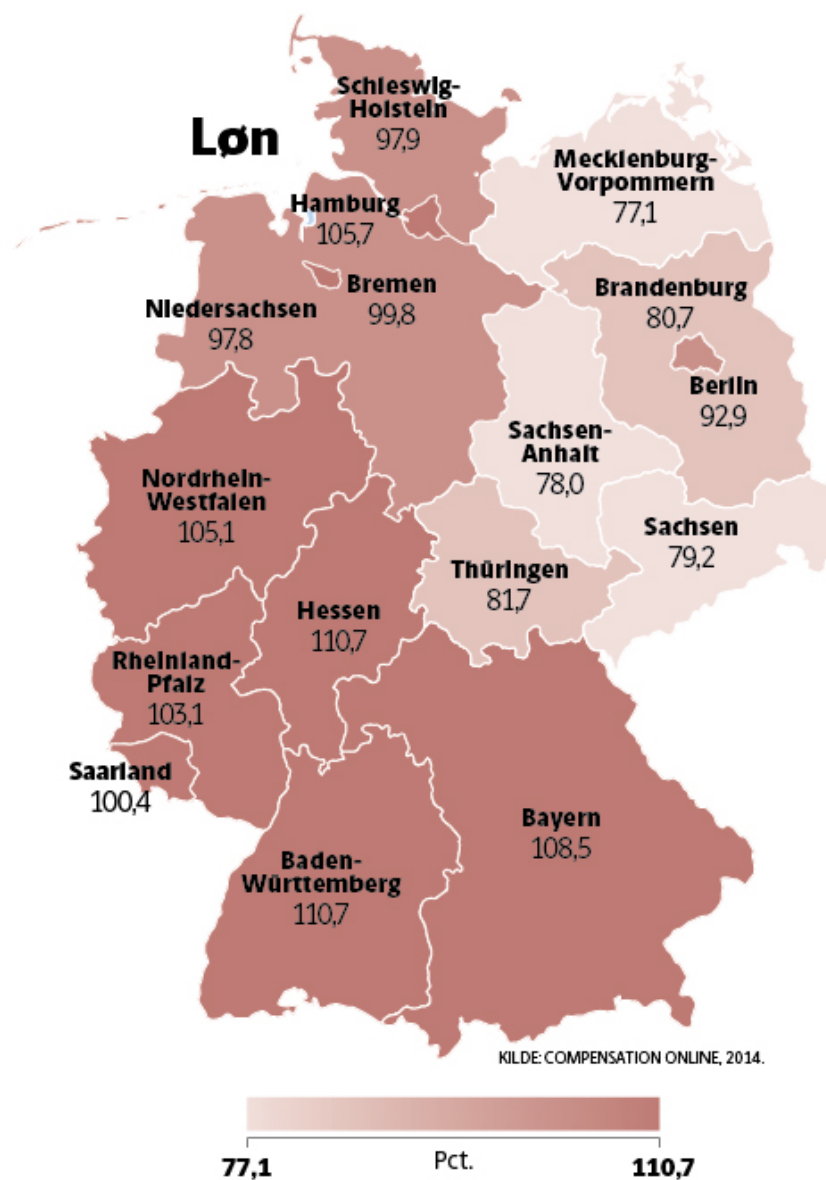 Løn
Schleswig-
Holstein
97,9
Mecklenburg-
Vorpommern
77,1
Hamburg
105,7
Bremen
99,8
Niedersachsen
97,8
Brandenburg
80,7
Berlin
92,9
Sachsen-
Anhalt
78,0
Nordrhein-
Westfalen
105,1
Sachsen
79,2
Thüringen
81,7
Hessen
110,7
Rheinland-
Pfalz
103,1
Saarland
100,4
Bayern
108,5
Baden-
Württemberg
110,7
KILDE: COMPENSATION ONLINE, 2014.
77,1
Pct.
110,7